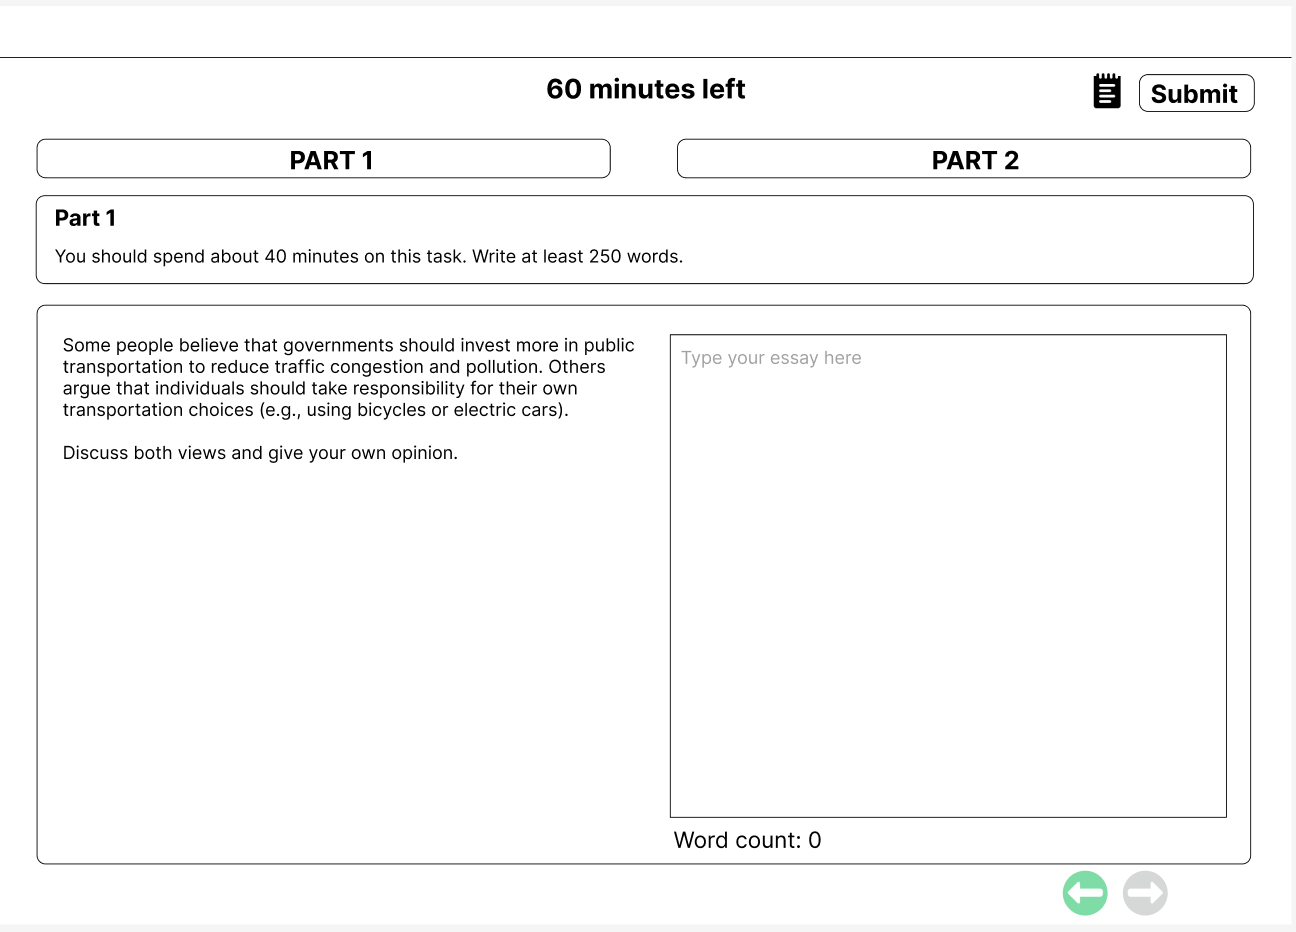 60 minutes left
Submit
PART 1
PART 2
Part 1
You should spend about 40 minutes on this task. Write at least 250 words.
Some people believe that governments should invest more in public
transportation to reduce traffic congestion and pollution. Others
argue that individuals should take responsibility for their own
transportation choices (e.g., using bicycles or electric cars).
Discuss both views and give your own opinion.
Type your essay here
Word count: 0